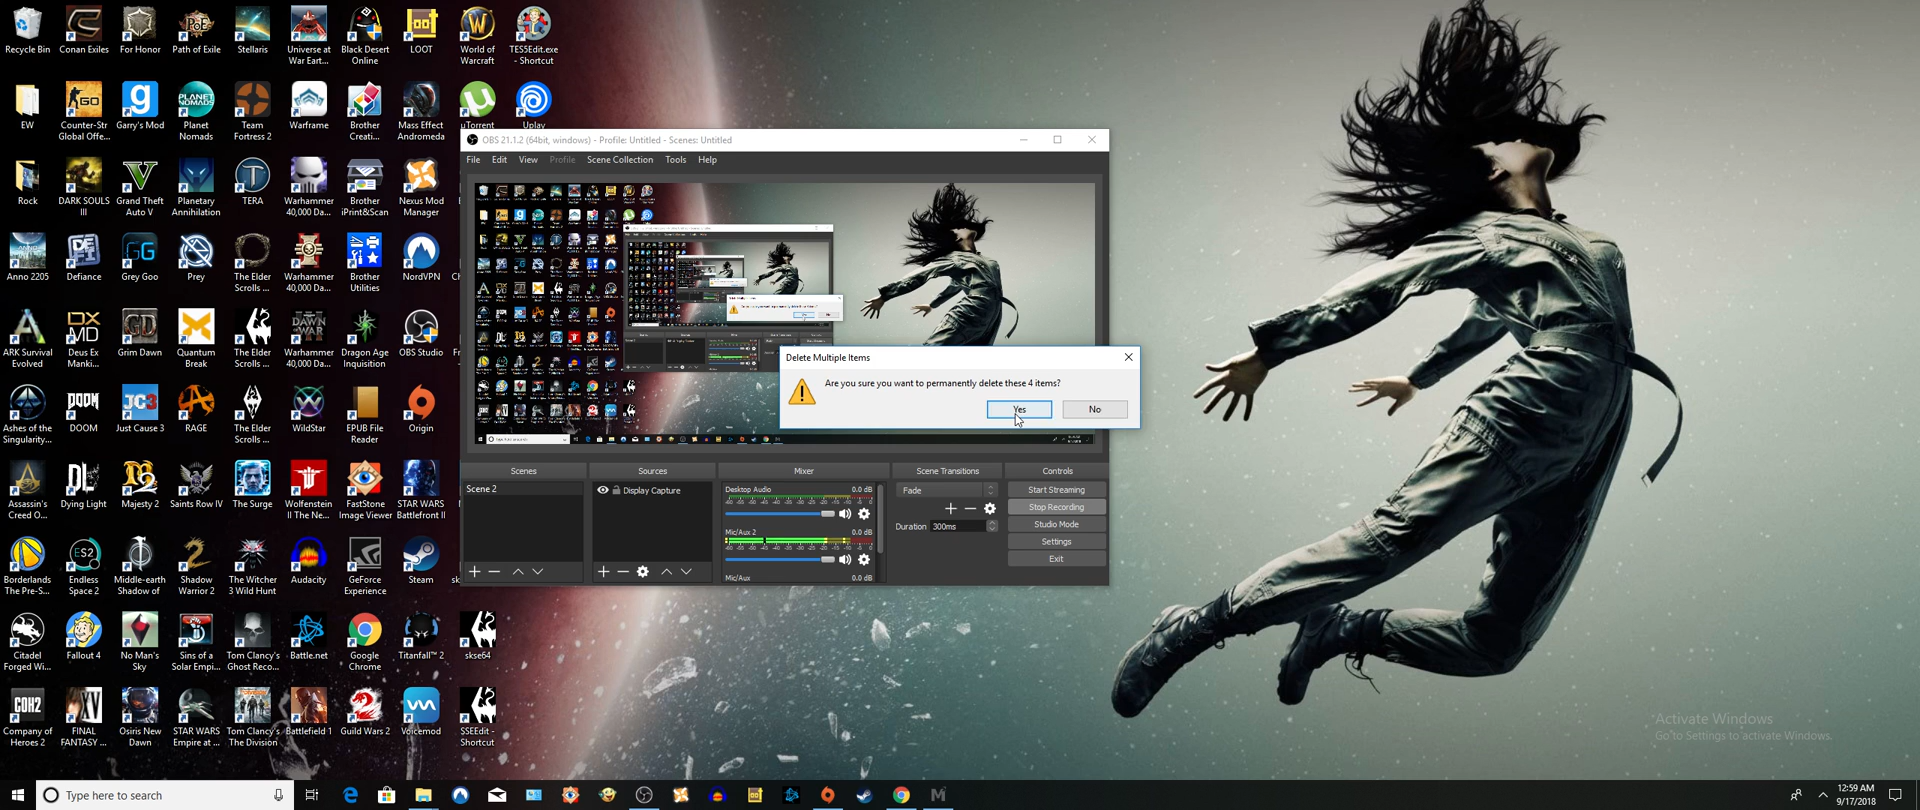 Recycle Bin
Conan Exiles
For Honor
Path of Exile
Stellaris
Universe at
War Eart...
Black Desert
Online
LOOT
World of
Warcraft
TES5Edit.exe
- Shortcut
EW
Counter-Str
Global Offe...
Garry's Mod
Planet
Nomads
Team
Fortress 2
Warframe
Brother
Creati...
Mass Effect
Andromeda
uTorrent
Uplay
Rock
DARK SOULS
III
Grand Theft
Auto V
Planetary
Annihilation
TERA
Warhammer
40,000 Da...
Brother
iPrint&Scan
Nexus Mod
Manager
Anno 2205
Defiance
Grey Goo
Prey
The Elder
Scrolls ...
Warhammer
40,000 Da...
Brother
Utilities
NordVPN
ARK Survival
Evolved
Deus Ex
Manki...
Grim Dawn
Quantum
Break
The Elder
Scrolls ...
Warhammer
40,000 Da...
Dragon Age
Inquisition
OBS Studio
Ashes of the
Singularity...
DOOM
Just Cause 3
RAGE
The Elder
Scrolls ...
WildStar
EPUB File
Reader
Origin
Assassin's
Creed O...
Dying Light
Majesty 2
Saints Row IV
The Surge
Wolfenstein
II The Ne...
FastStone
Image Viewer
STAR WARS
Battlefront II
Borderlands
The Pre-S...
Endless
Space 2
Middle-earth
Shadow of
Shadow
Warrior 2
The Witcher
3 Wild Hunt
Audacity
GeForce
Experience
Steam
Citadel
Forged Wi...
Fallout 4
No Man's
Sky
Sins of a
Solar Empi...
Tom Clancy's
Ghost Reco...
Battle.net
Google
Chrome
Titanfall™ 2
skse64
Company of
Heroes 2
FINAL
FANTASY ...
Osiris New
Dawn
STAR WARS
Empire at ...
Tom Clancy's
The Division
Battlefield 1
Guild Wars 2
Voicemod
SSEEdit -
Shortcut
OBS 21.1.2 (64bit, windows) - Profile: Untitled - Scenes: Untitled
File Edit View Profile Scene Collection Tools Help
Delete Multiple Items
Are you sure you want to permanently delete these 4 items?
Yes No
Scenes
Scene 2
Sources
Display Capture
Mixer
Desktop Audio 0.0 dB
Mic/Aux 2 0.0 dB
Mic/Aux 0.0 dB
Scene Transitions
Fade
Duration 300ms
Controls
Start Streaming
Stop Recording
Studio Mode
Settings
Exit
Activate Windows
Go to Settings to activate Windows.
Type here to search
12:59 AM
9/17/2018